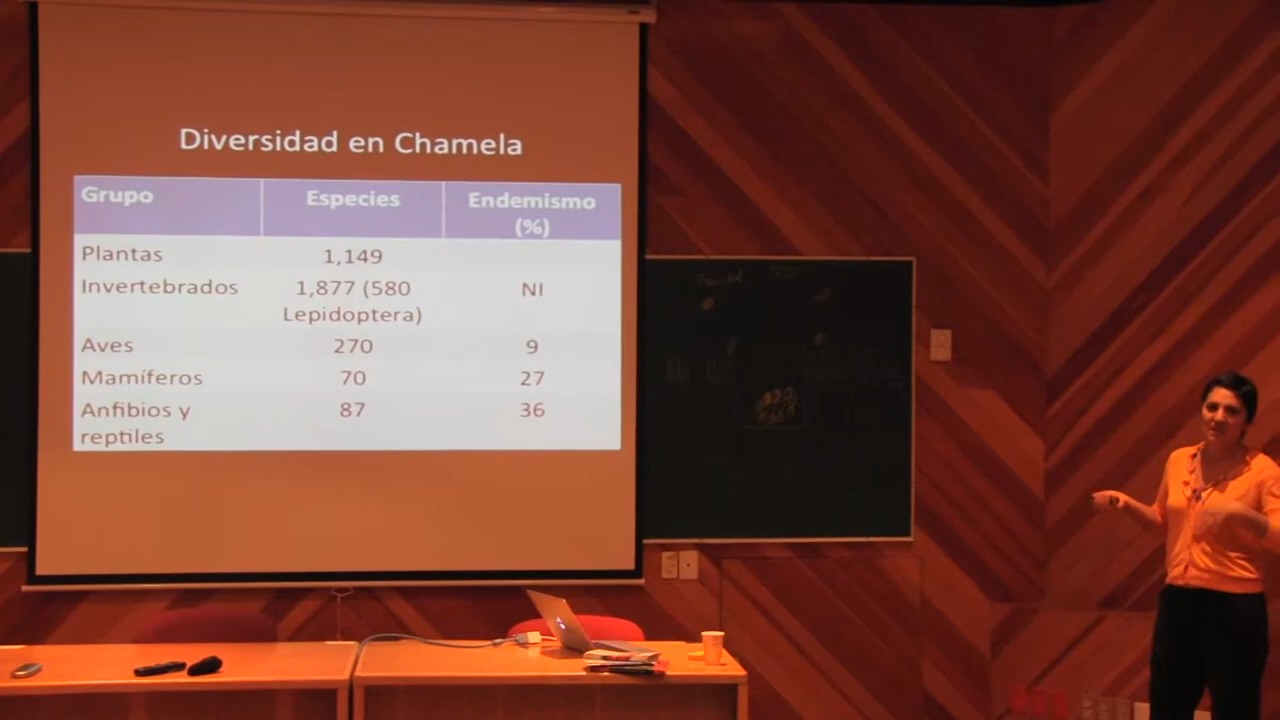 Diversidad en Chamela
Grupo Especies Endemismo
(%)
Plantas 1,149
Invertebrados 1,877 (580 NI
Lepidoptera)
Aves 270 9
Mamíferos 70 27
Anfibios y 87 36
reptiles